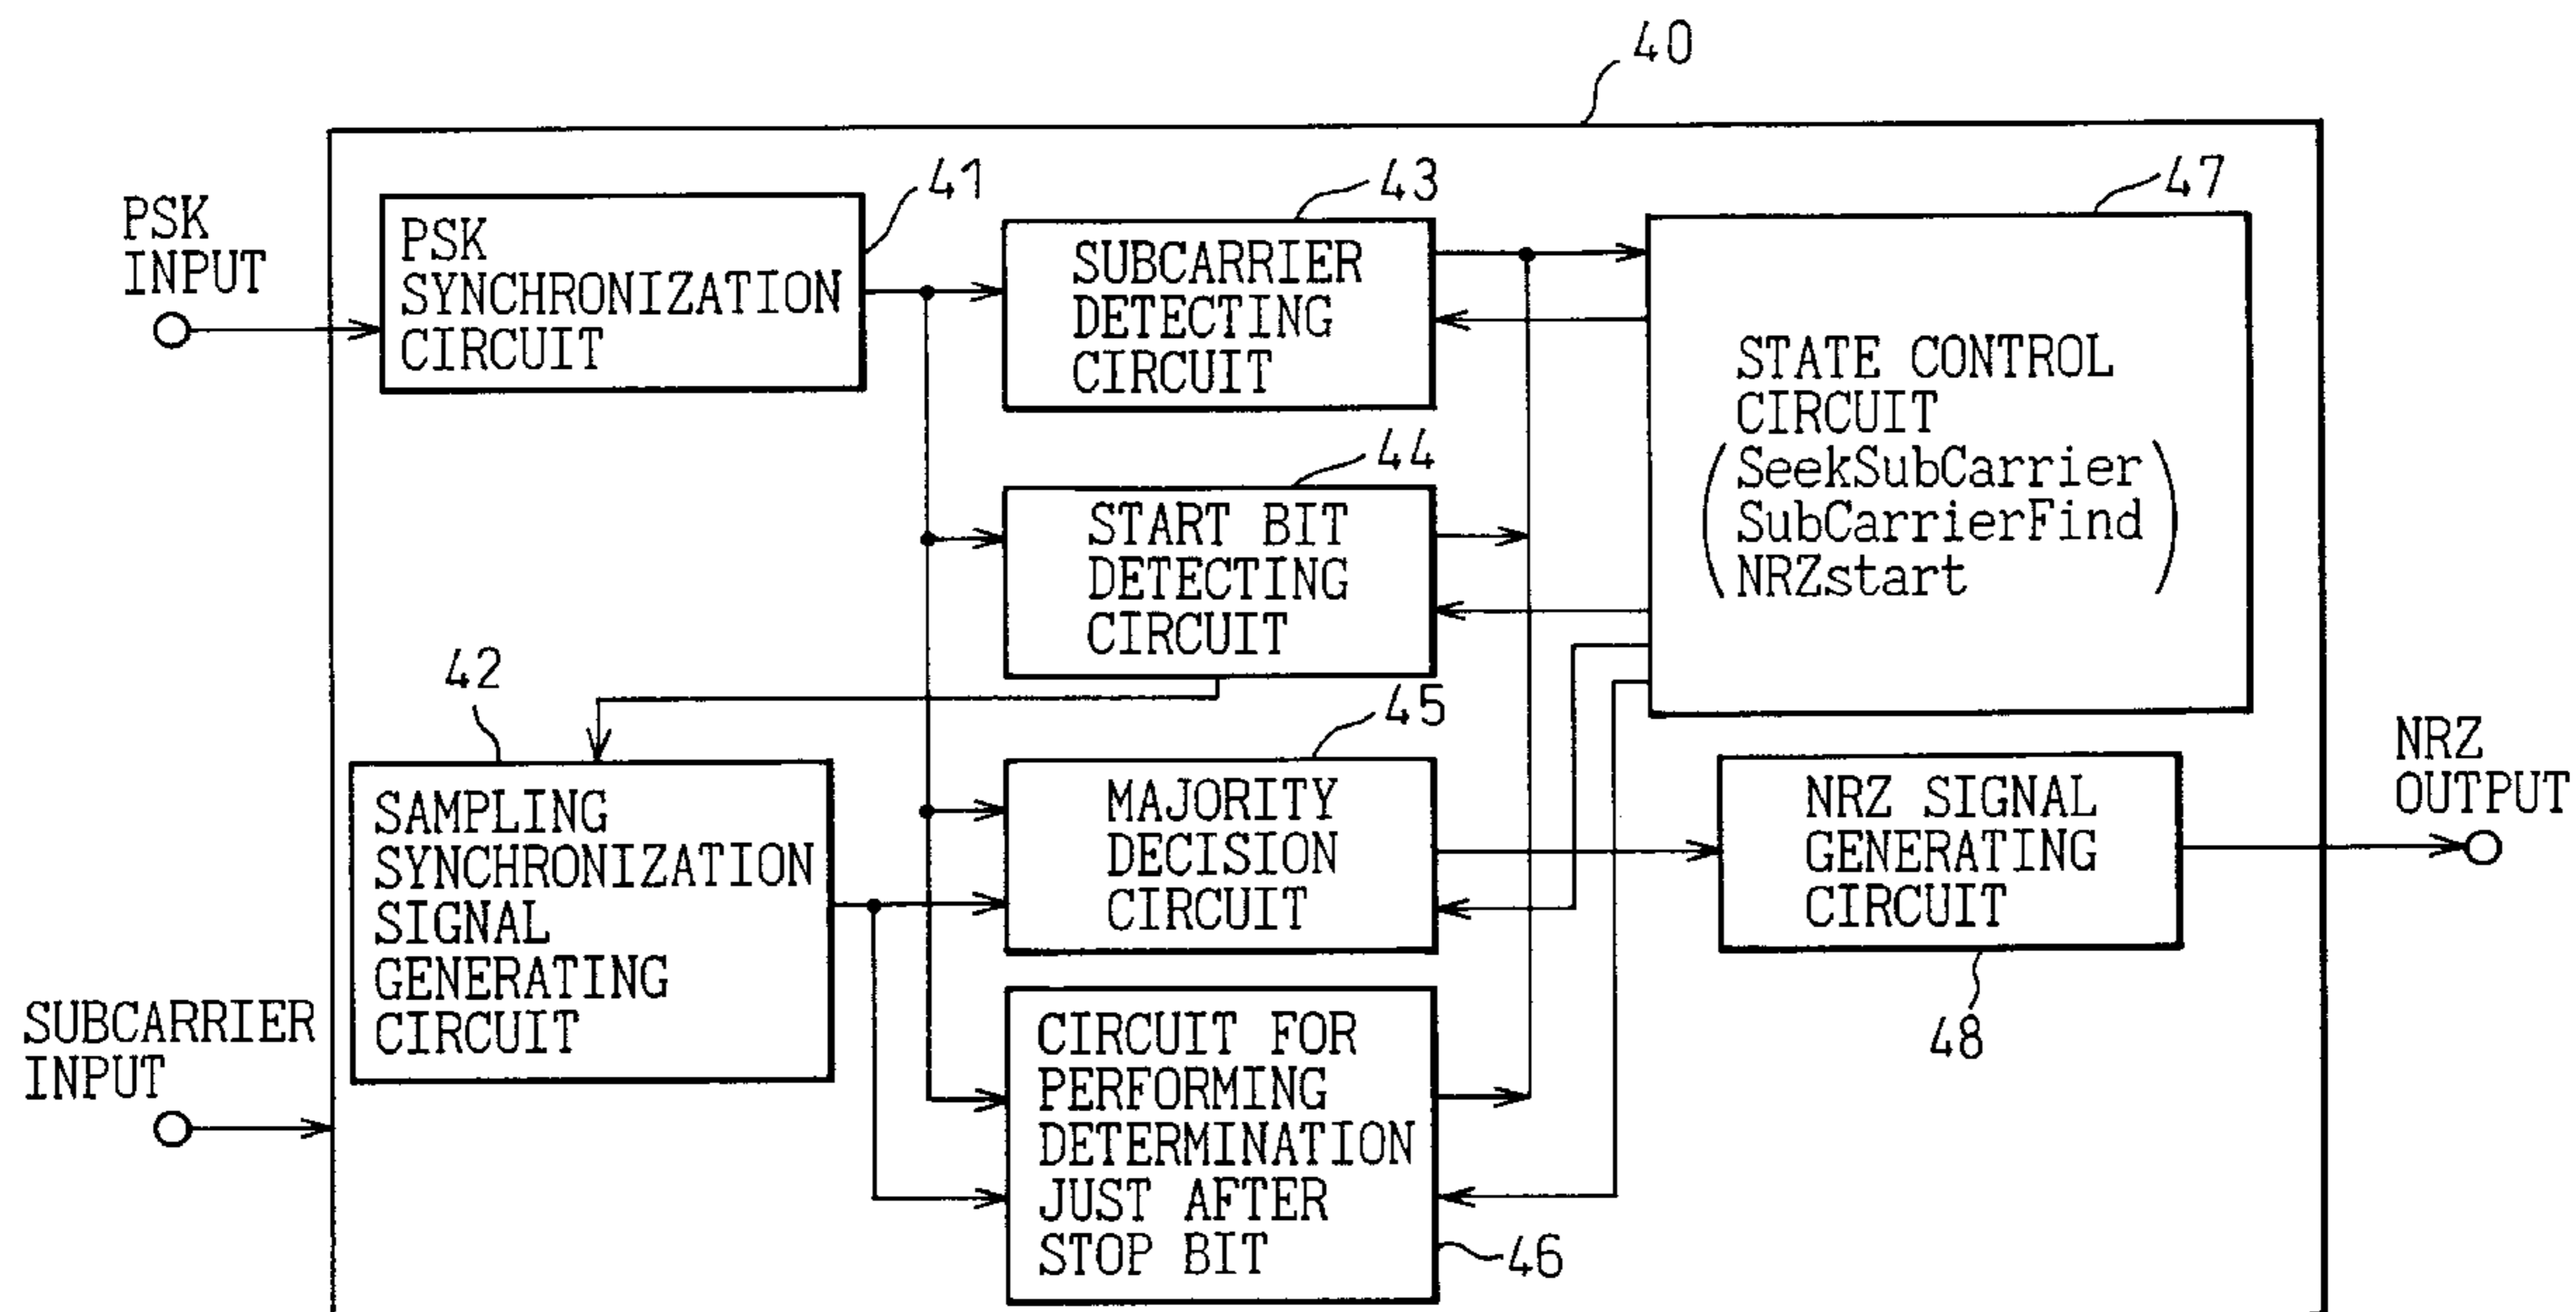 40
PSK
INPUT
41
PSK
SYNCHRONIZATION
CIRCUIT
43
SUBCARRIER
DETECTING
CIRCUIT
47
STATE CONTROL
CIRCUIT
(SeekSubCarrier
SubCarrierFind
NRZstart)
44
START BIT
DETECTING
CIRCUIT
42
SAMPLING
SYNCHRONIZATION
SIGNAL
GENERATING
CIRCUIT
45
MAJORITY
DECISION
CIRCUIT
NRZ SIGNAL
GENERATING
CIRCUIT
48
NRZ
OUTPUT
SUBCARRIER
INPUT
CIRCUIT FOR
PERFORMING
DETERMINATION
JUST AFTER
STOP BIT
46